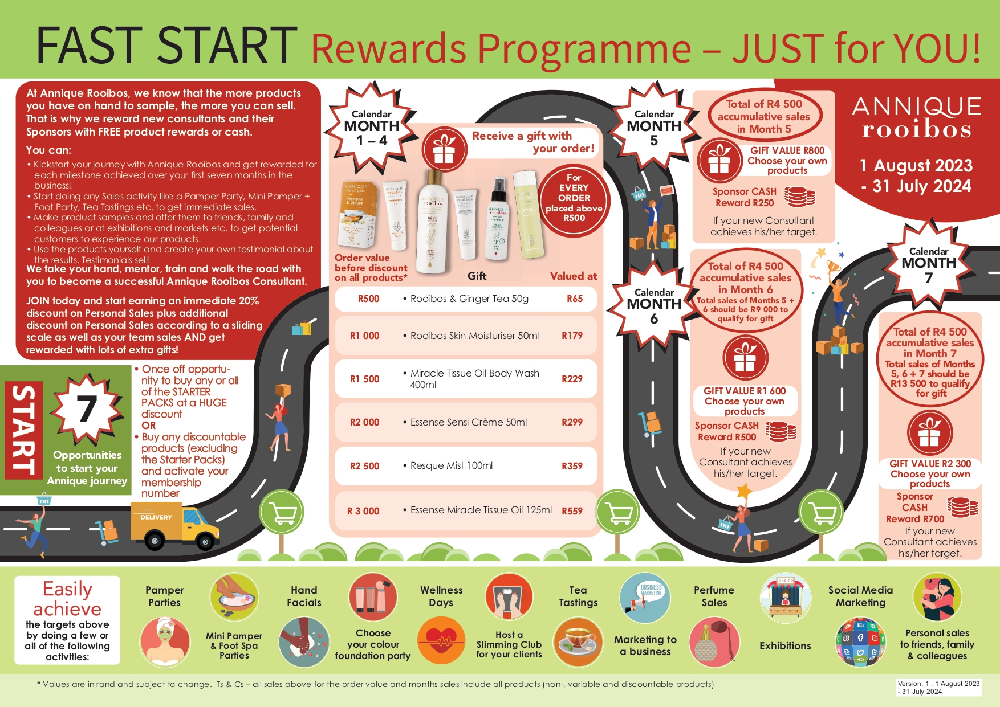 FAST START Rewards Programme – JUST for YOU!
At Annique Rooibos, we know that the more products
you have on hand to sample, the more you can sell.
That is why we reward new consultants and their
Sponsors with FREE product rewards or cash.
You can:
• Kickstart your journey with Annique Rooibos and get rewarded for
each milestone achieved over your first seven months in the
business!
• Start doing any Sales activity like a Pamper Party, Mini Pamper +
Foot Party, Tea Tastings etc. to get immediate sales.
• Make product samples and offer them to friends, family and
colleagues or at exhibitions and markets etc. to get potential
customers to experience our products.
• Use the products yourself and create your own testimonial about
the results. Testimonials sell!
We take your hand, mentor, train and walk the road with
you to become a successful Annique Rooibos Consultant.
JOIN today and start earning an immediate 20%
discount on Personal Sales plus additional
discount on Personal Sales according to a sliding
scale as well as your team sales AND get
rewarded with lots of extra gifts!
START
7
Opportunities
to start your
Annique journey
• Once off opportu-
nity to buy any or all
of the STARTER
PACKS at a HUGE
discount
OR
• Buy any discountable
products (excluding
the Starter Packs)
and activate your
membership
number
DELIVERY
Calendar
MONTH
1 – 4
Receive a gift with
your order!
For
EVERY
ORDER
placed above
R500
ANNIQUE
Rooibos
& Ginger
ANNIQUE
rooibos
BODY
Order value
before discount
on all products*
Gift
Valued at
R500 • Rooibos & Ginger Tea 50g R65
R1 000 • Rooibos Skin Moisturiser 50ml R179
R1 500 • Miracle Tissue Oil Body Wash
400ml R229
R2 000 • Essense Sensi Crème 50ml R299
R2 500 • Resque Mist 100ml R359
R 3 000 • Essense Miracle Tissue Oil 125ml R559
Calendar
MONTH
5
Total of R4 500
accumulative sales
in Month 5
GIFT VALUE R800
Choose your own
products
Sponsor CASH
Reward R250
If your new Consultant
achieves his/her target.
Calendar
MONTH
6
Total of R4 500
accumulative sales
in Month 6
Total sales of Months 5 +
6 should be R9 000 to
qualify for gift
GIFT VALUE R1 600
Choose your own
products
Sponsor CASH
Reward R500
If your new
Consultant achieves
his/her target.
ANNIQUE
rooibos
1 August 2023
- 31 July 2024
Calendar
MONTH
7
Total of R4 500
accumulative sales
in Month 7
Total sales of Months
5, 6 + 7 should be
R13 500 to qualify
for gift
GIFT VALUE R2 300
Choose your own
products
Sponsor
CASH
Reward R700
If your new
Consultant achieves
his/her target.
Easily
achieve
the targets above
by doing a few or
all of the following
activities:
Pamper
Parties
Mini Pamper
& Foot Spa
Parties
Hand
Facials
Choose
your colour
foundation party
Wellness
Days
Host a
Slimming Club
for your clients
Tea
Tastings
BUSINESS
MARKETING
Marketing to
a business
Perfume
Sales
Exhibitions
Social Media
Marketing
Personal sales
to friends, family
& colleagues
* Values are in rand and subject to change. Ts & Cs – all sales above for the order value and months sales include all products (non-, variable and discountable products)
Version: 1 : 1 August 2023
- 31 July 2024